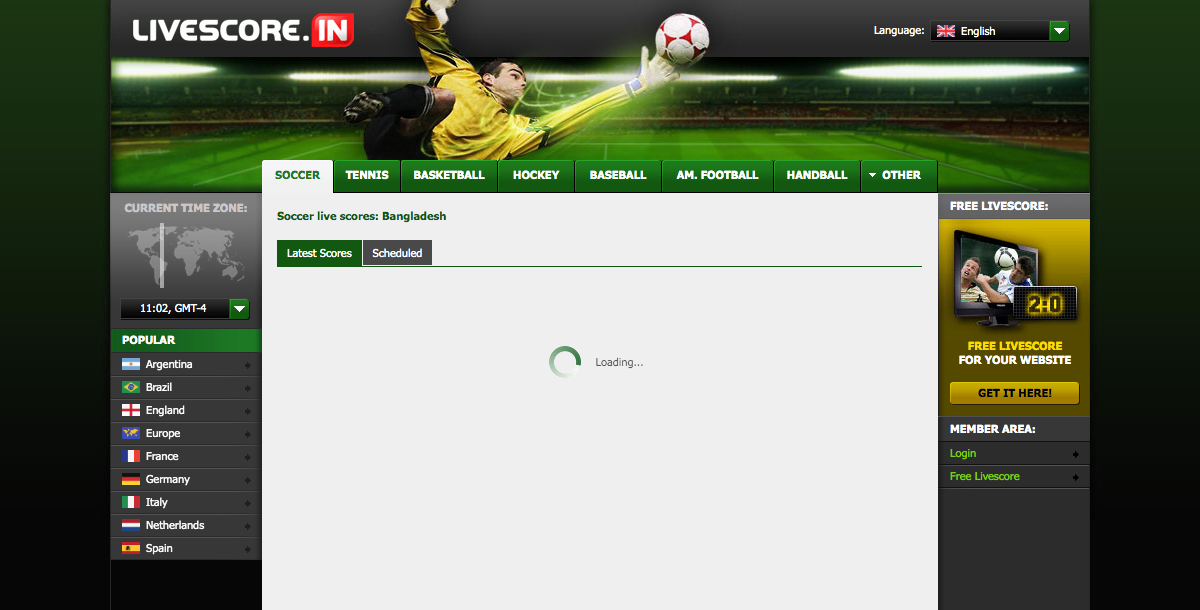 LIVESCORE.IN
Language: English
SOCCER TENNIS BASKETBALL HOCKEY BASEBALL AM. FOOTBALL HANDBALL OTHER
CURRENT TIME ZONE:
11:02, GMT-4
POPULAR
Argentina
Brazil
England
Europe
France
Germany
Italy
Netherlands
Spain
Soccer live scores: Bangladesh
Latest Scores Scheduled
Loading...
FREE LIVESCORE:
2:0
FREE LIVESCORE
FOR YOUR WEBSITE
GET IT HERE!
MEMBER AREA:
Login
Free Livescore